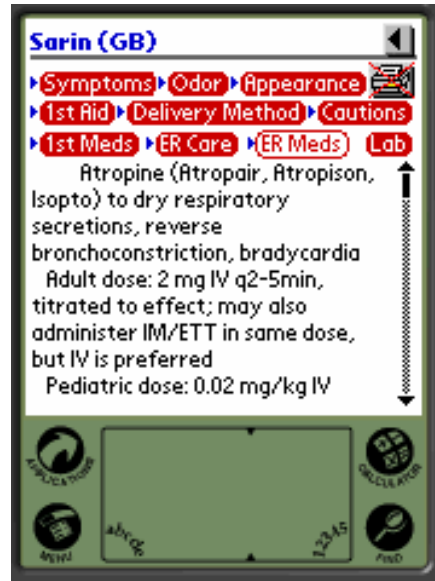 Sarin (GB)
Symptoms Odor Appearance
1st Aid Delivery Method Cautions
1st Meds ER Care ER Meds Lab
Atropine (Atropair, Atropison,
Isopto) to dry respiratory
secretions, reverse
bronchoconstriction, bradycardia
Adult dose: 2 mg IV q2-5min,
titrated to effect; may also
administer IM/ETT in same dose,
but IV is preferred
Pediatric dose: 0.02 mg/kg IV
APPLICATIONS
CALCULATOR
MENU
abcde
12345
FIND